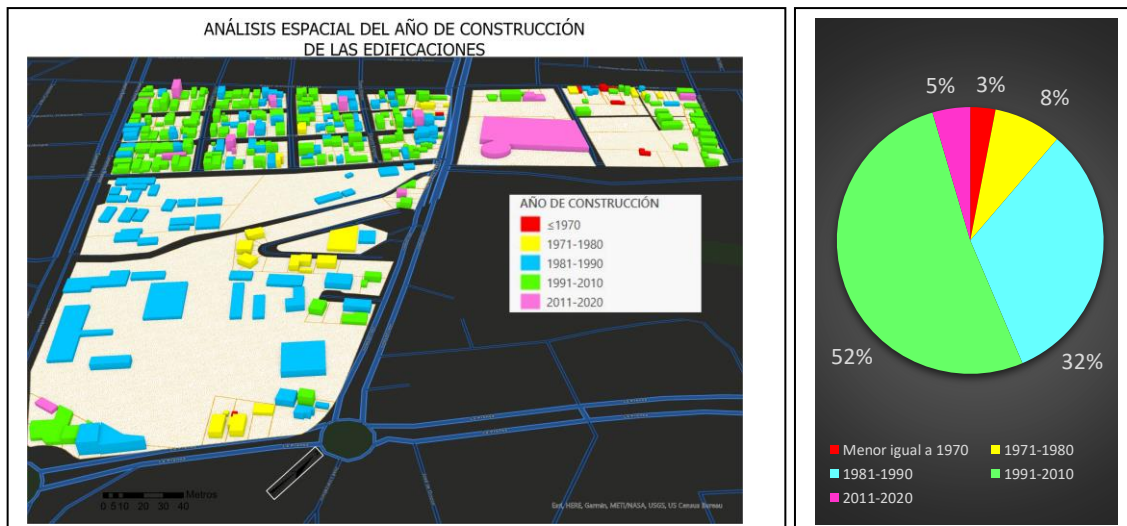 ANÁLISIS ESPACIAL DEL AÑO DE CONSTRUCCIÓN
DE LAS EDIFICACIONES
AÑO DE CONSTRUCCIÓN
≤1970
1971-1980
1981-1990
1991-2010
2011-2020
Metros
0 5 10 20 30 40
Esri, HERE, Garmin, METI/NASA, USGS, US Census Bureau
5%
3%
8%
52%
32%
Menor igual a 1970
1971-1980
1981-1990
1991-2010
2011-2020